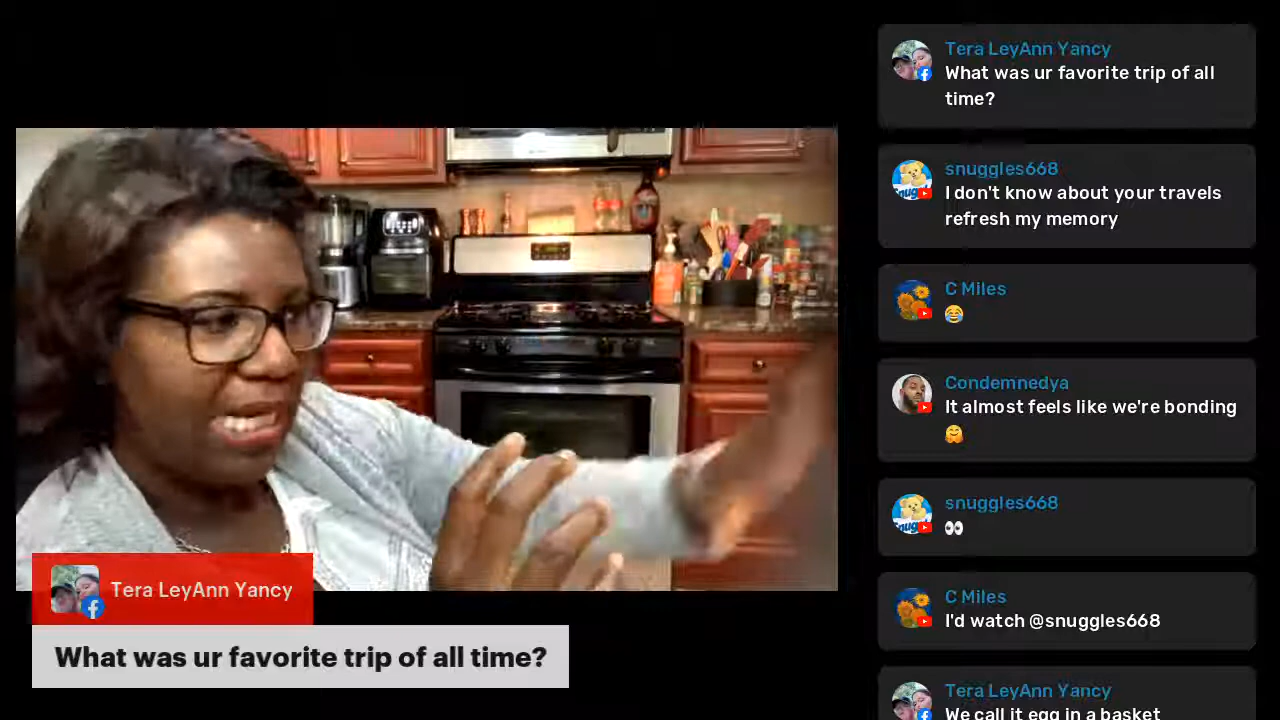 Tera LeyAnn Yancy
What was ur favorite trip of all
time?
snuggles668
I don't know about your travels
refresh my memory
C Miles
😂
Condemnedya
It almost feels like we're bonding
🤗
snuggles668
👀
C Miles
I'd watch @snuggles668
Tera LeyAnn Yancy
We call it egg in a basket
Tera LeyAnn Yancy
What was ur favorite trip of all time?